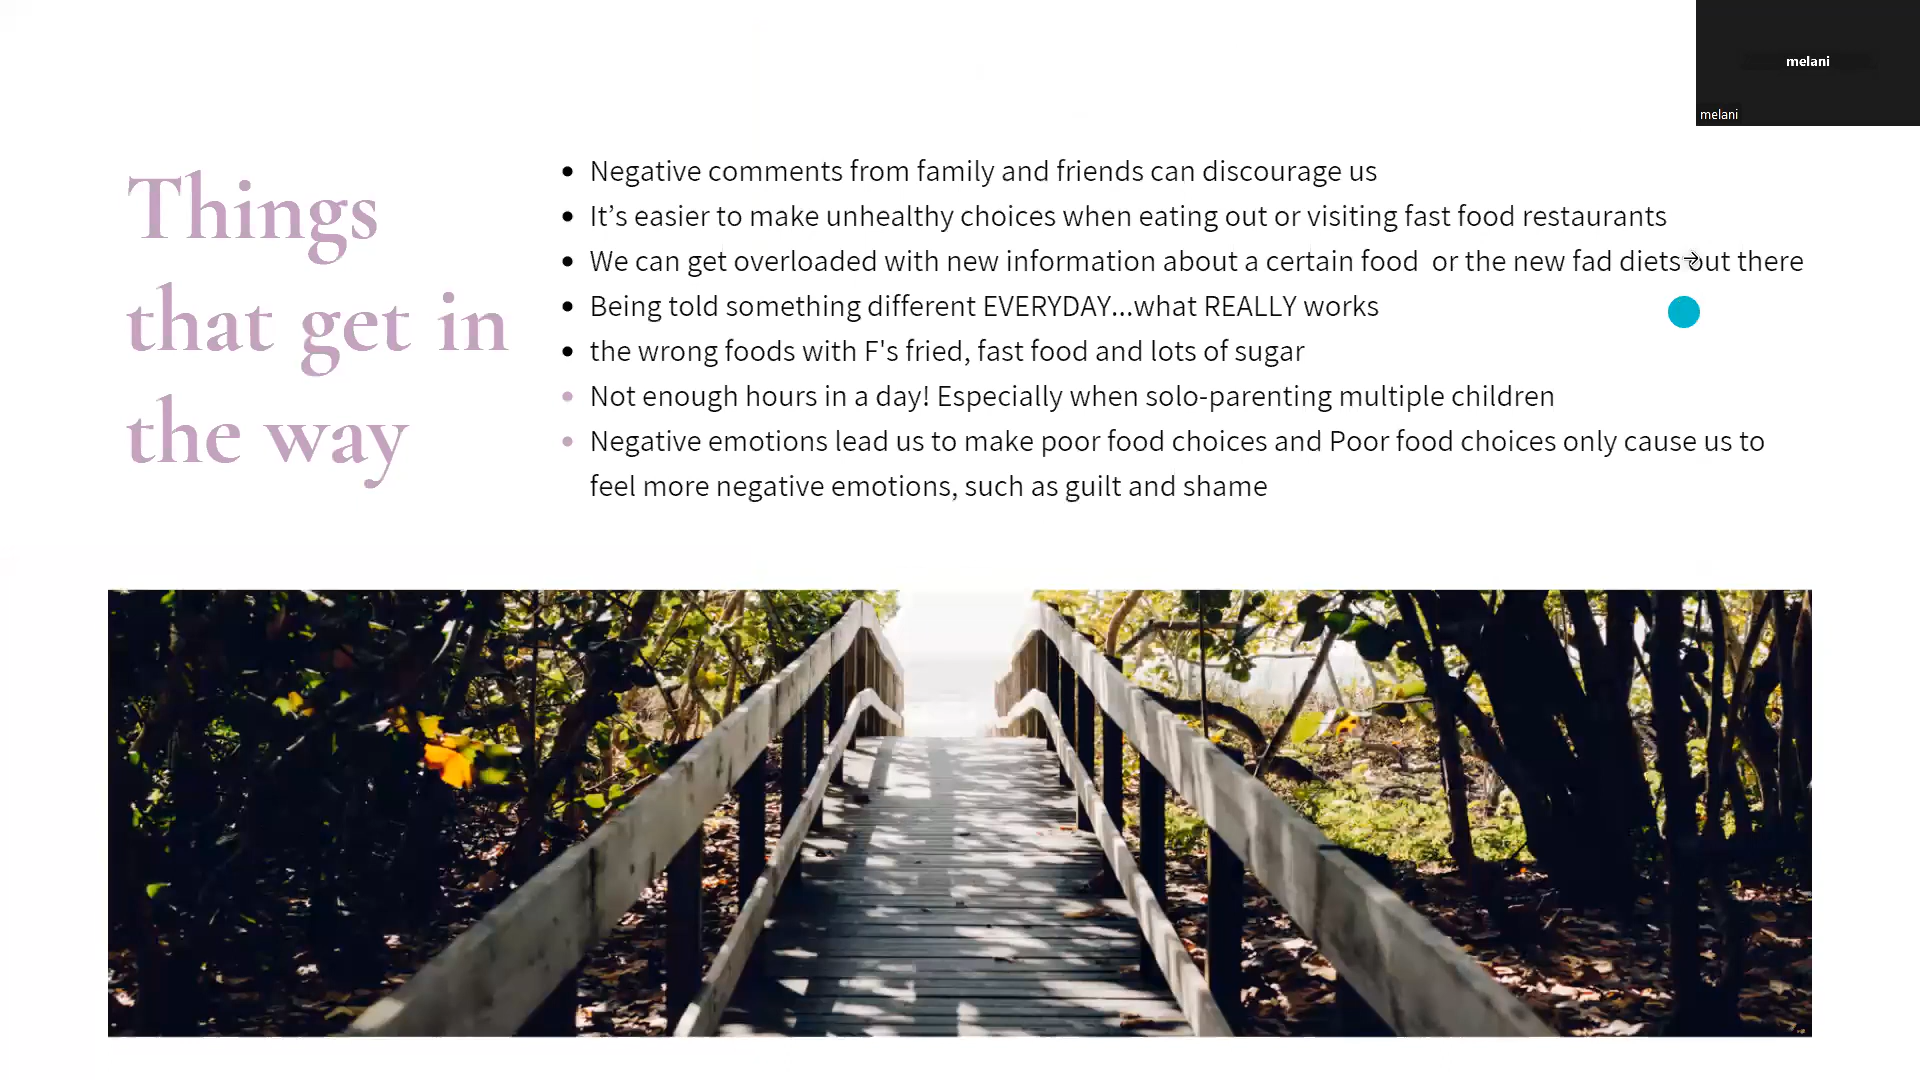 melani
melani
Things
that get in
the way
• Negative comments from family and friends can discourage us
• It’s easier to make unhealthy choices when eating out or visiting fast food restaurants
• We can get overloaded with new information about a certain food  or the new fad diets out there
• Being told something different EVERYDAY...what REALLY works
• the wrong foods with F's fried, fast food and lots of sugar
• Not enough hours in a day! Especially when solo-parenting multiple children
• Negative emotions lead us to make poor food choices and Poor food choices only cause us to
feel more negative emotions, such as guilt and shame